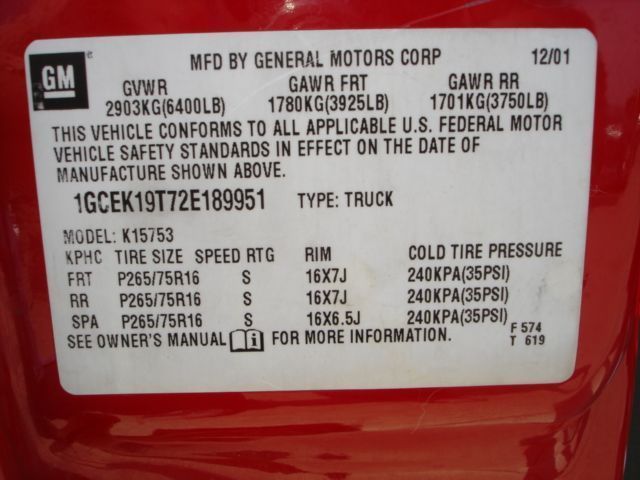 GM
MFD BY GENERAL MOTORS CORP 12/01
GVWR GAWR FRT GAWR RR
2903KG(6400LB) 1780KG(3925LB) 1701KG(3750LB)
THIS VEHICLE CONFORMS TO ALL APPLICABLE U.S. FEDERAL MOTOR
VEHICLE SAFETY STANDARDS IN EFFECT ON THE DATE OF
MANUFACTURE SHOWN ABOVE.
1GCEK19T72E189951 TYPE: TRUCK
MODEL: K15753
KPHC TIRE SIZE SPEED RTG RIM COLD TIRE PRESSURE
FRT P265/75R16 S 16X7J 240KPA(35PSI)
RR P265/75R16 S 16X7J 240KPA(35PSI)
SPA P265/75R16 S 16X6.5J 240KPA(35PSI)
SEE OWNER'S MANUAL i FOR MORE INFORMATION. F 574
T 619